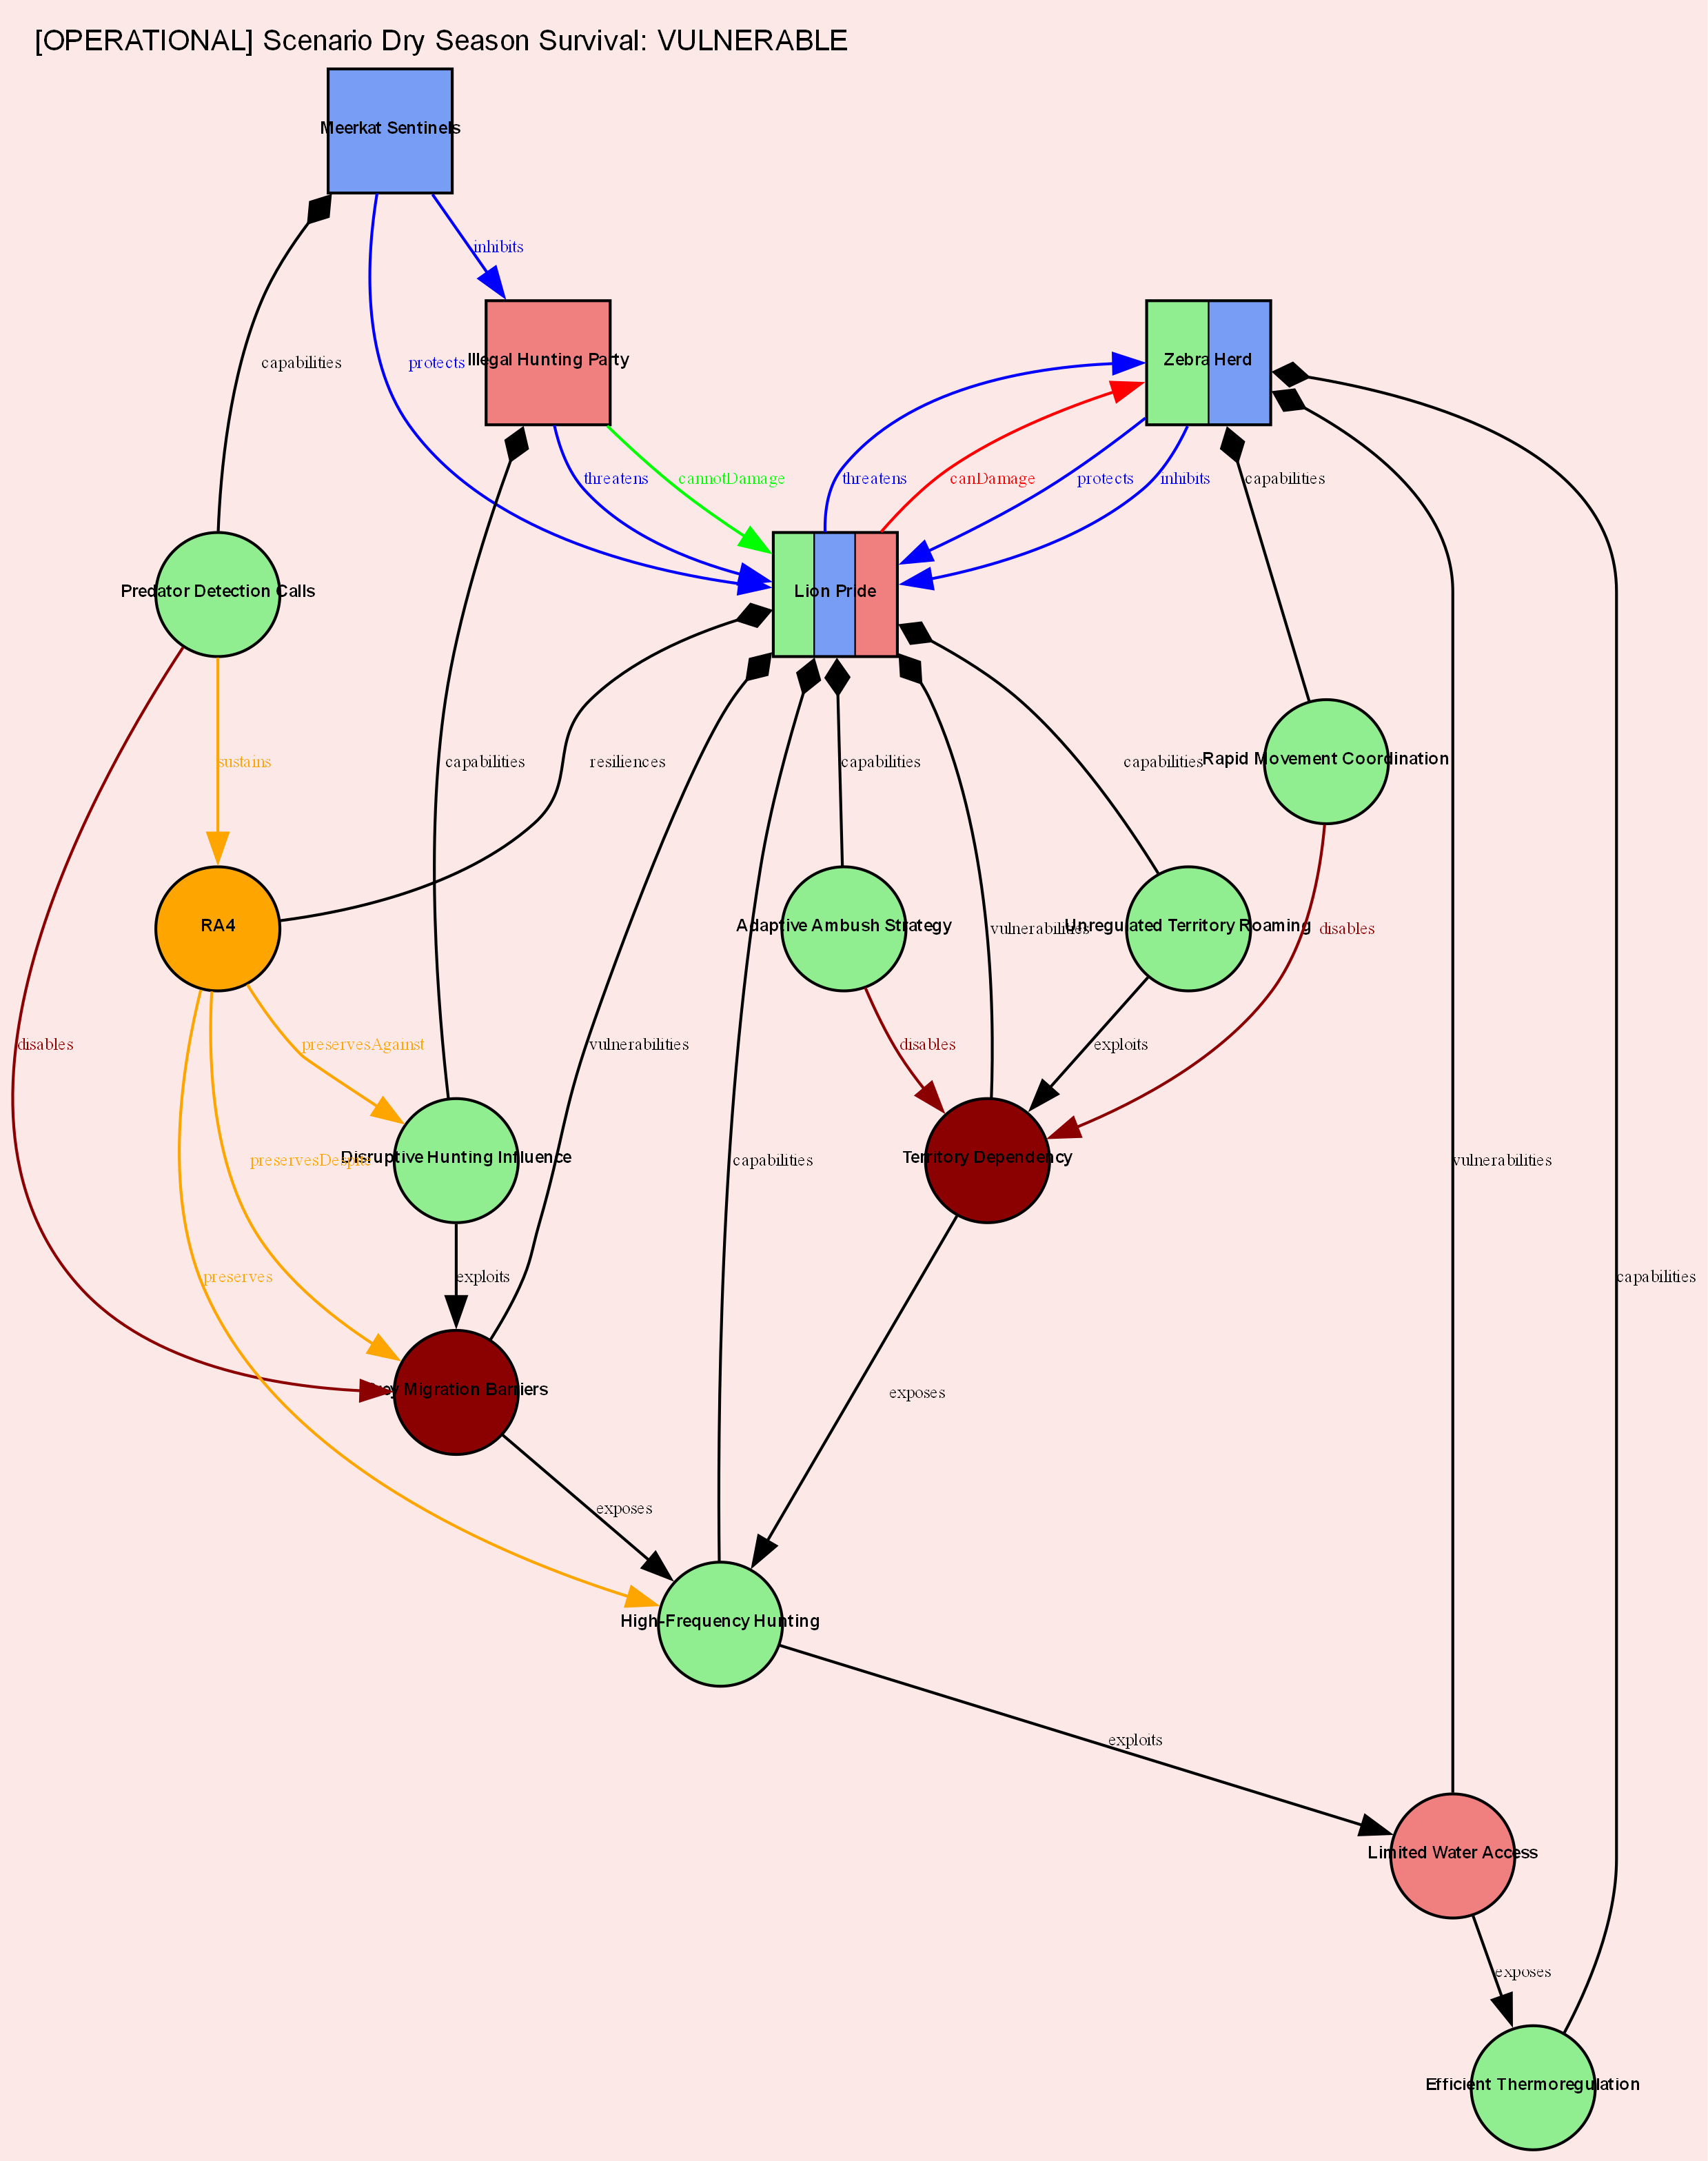 [OPERATIONAL] Scenario Dry Season Survival: VULNERABLE
Meerkat Sentinels
inhibits
capabilities
protects
Illegal Hunting Party
Zebra Herd
threatens
cannotDamage
threatens
canDamage
protects
inhibits
capabilities
Predator Detection Calls
Lion Pride
sustains
capabilities
resiliences
capabilities
capabilities
Rapid Movement Coordination
RA4
Adaptive Ambush Strategy
vulnerabilities
Unregulated Territory Roaming
disables
disables
preservesAgainst
vulnerabilities
disables
exploits
preservesDespite
Disruptive Hunting Influence
capabilities
Territory Dependency
vulnerabilities
preserves
exploits
capabilities
Migration Barriers
exposes
exposes
High-Frequency Hunting
exploits
Limited Water Access
exposes
Efficient Thermoregulation